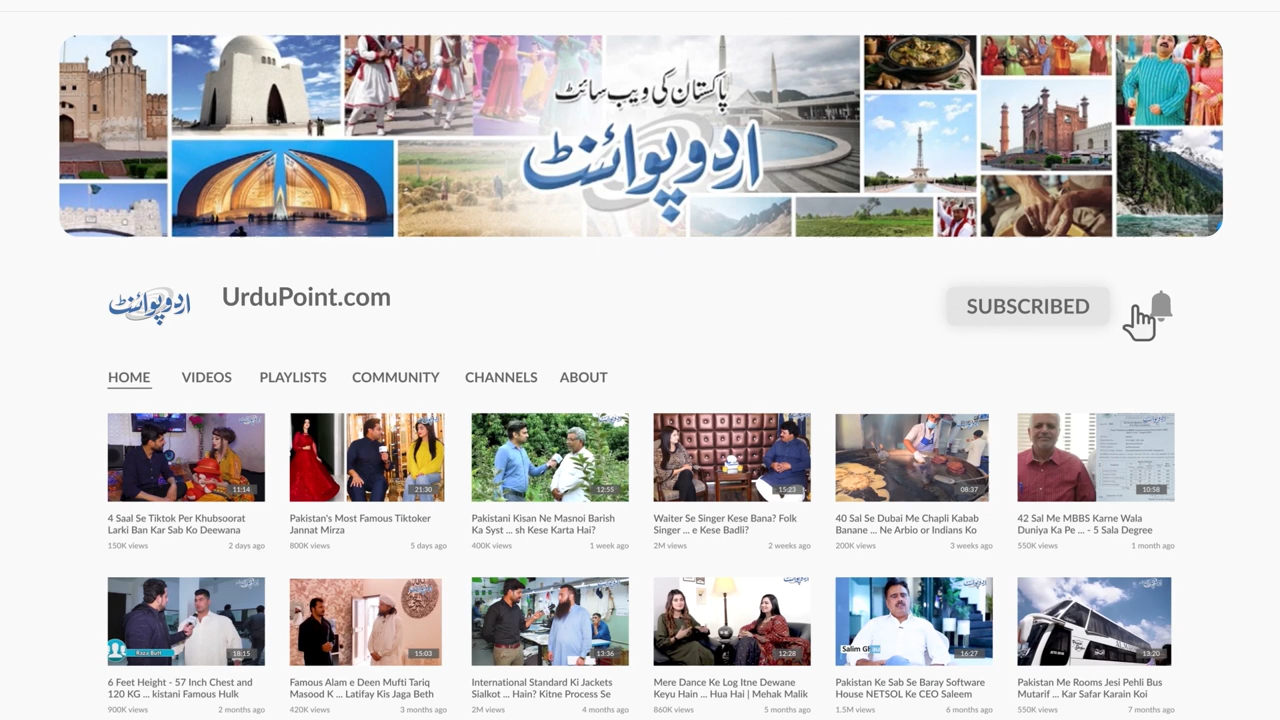 پاکستان کی ویب سائٹ
اردوپوائنٹ
اردوپوائنٹ
UrduPoint.com
SUBSCRIBED
HOME VIDEOS PLAYLISTS COMMUNITY CHANNELS ABOUT
11:14
21:30
12:55
15:23
08:37
10:58
4 Saal Se Tiktok Per Khubsoorat
Larki Ban Kar Sab Ko Deewana
150K views 2 days ago
Pakistan's Most Famous Tiktoker
Jannat Mirza
800K views 5 days ago
Pakistani Kisan Ne Masnoi Barish
Ka Syst ... sh Kese Karta Hai?
400K views 1 week ago
Waiter Se Singer Kese Bana? Folk
Singer ... e Kese Badli?
2M views 2 weeks ago
40 Sal Se Dubai Me Chapli Kabab
Banane ... Ne Arbio or Indians Ko
200K views 3 weeks ago
42 Sal Me MBBS Karne Wala
Duniya Ka Pe ... - 5 Sala Degree
550K views 1 month ago
Raza Butt
18:15
15:03
13:36
12:28
Salim Gh
16:27
13:20
6 Feet Height - 57 Inch Chest and
120 KG ... kistani Famous Hulk
900K views 2 months ago
Famous Alam e Deen Mufti Tariq
Masood K ... Latifay Kis Jaga Beth
420K views 3 months ago
International Standard Ki Jackets
Sialkot ... Hain? Kitne Process Se
2M views 4 months ago
Mere Dance Ke Log Itne Dewane
Keyu Hain ... Hua Hai | Mehak Malik
860K views 5 months ago
Pakistan Ke Sab Se Baray Software
House NETSOL Ke CEO Saleem
1.5M views 6 months ago
Pakistan Me Rooms Jesi Pehli Bus
Mutarif ... Kar Safar Karain Koi
550K views 7 months ago